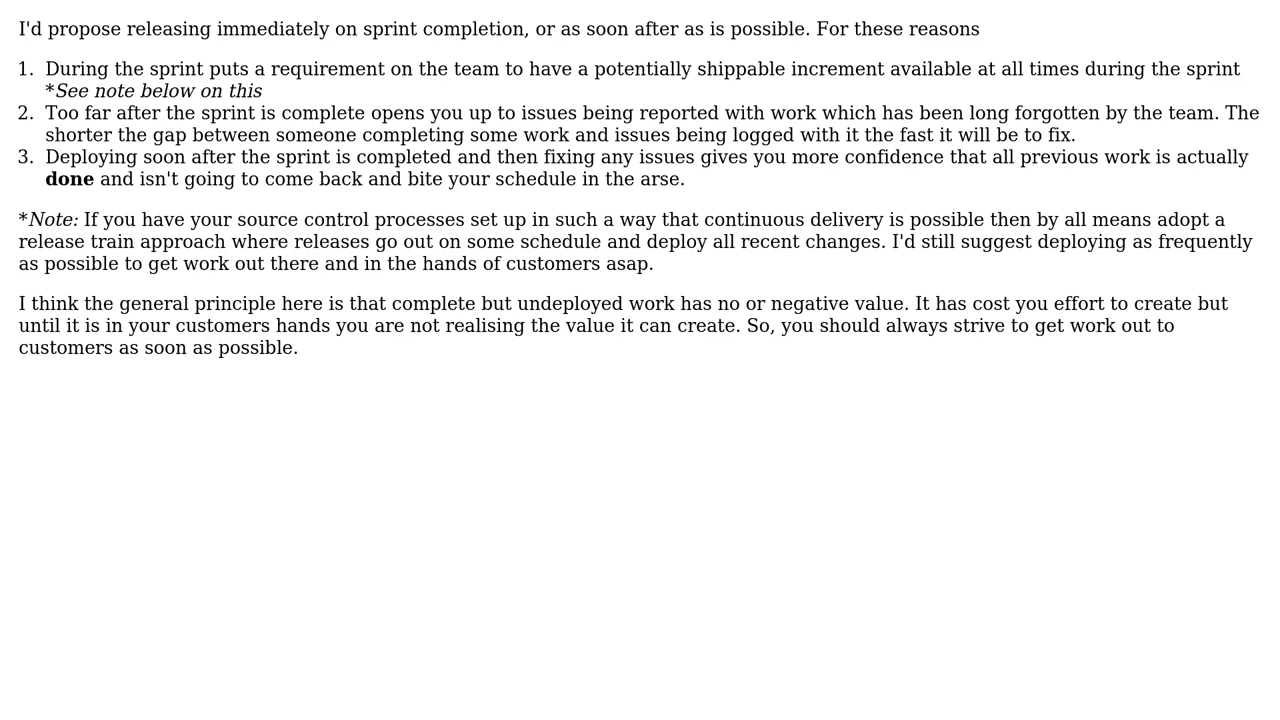 I'd propose releasing immediately on sprint completion, or as soon after as is possible. For these reasons
1. During the sprint puts a requirement on the team to have a potentially shippable increment available at all times during the sprint
*See note below on this
2. Too far after the sprint is complete opens you up to issues being reported with work which has been long forgotten by the team. The
shorter the gap between someone completing some work and issues being logged with it the fast it will be to fix.
3. Deploying soon after the sprint is completed and then fixing any issues gives you more confidence that all previous work is actually
done and isn't going to come back and bite your schedule in the arse.
*Note: If you have your source control processes set up in such a way that continuous delivery is possible then by all means adopt a
release train approach where releases go out on some schedule and deploy all recent changes. I'd still suggest deploying as frequently
as possible to get work out there and in the hands of customers asap.
I think the general principle here is that complete but undeployed work has no or negative value. It has cost you effort to create but
until it is in your customers hands you are not realising the value it can create. So, you should always strive to get work out to
customers as soon as possible.